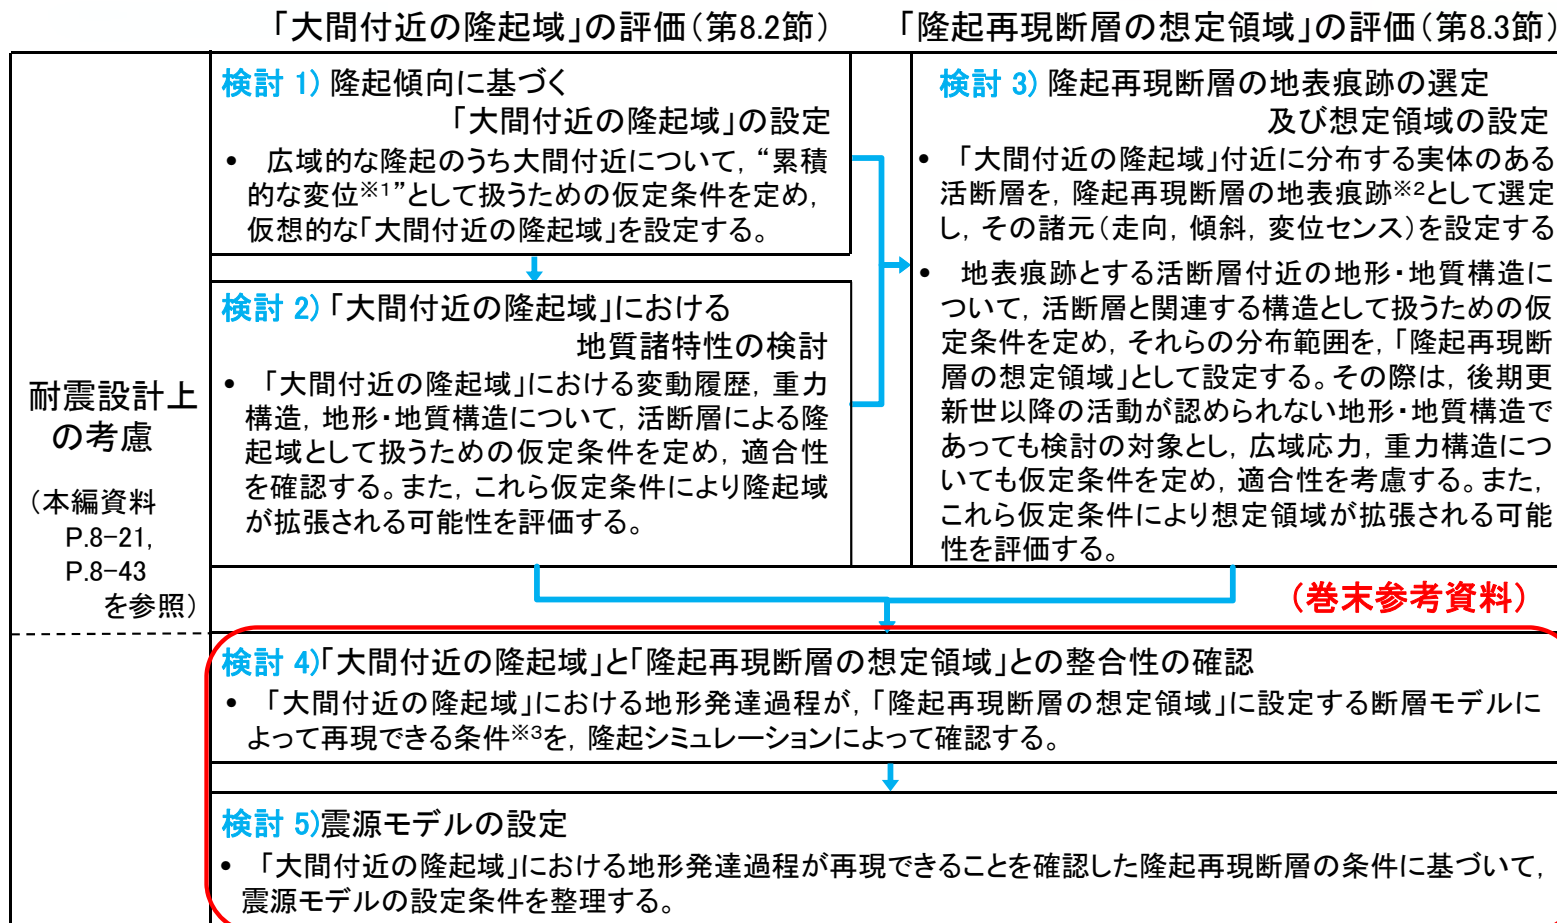 「大間付近の隆起域」の評価(第8.2節)
「隆起再現断層の想定領域」の評価(第8.3節)
耐震設計上
の考慮
(本編資料
P.8-21,
P.8-43
を参照)
検討 1) 隆起傾向に基づく
「大間付近の隆起域」の設定
• 広域的な隆起のうち大間付近について, “累積
的な変位※1”として扱うための仮定条件を定め,
仮想的な「大間付近の隆起域」を設定する。
検討 2)「大間付近の隆起域」における
地質諸特性の検討
• 「大間付近の隆起域」における変動履歴, 重力
構造, 地形・地質構造について, 活断層による隆
起域として扱うための仮定条件を定め, 適合性
を確認する。また, これら仮定条件により隆起域
が拡張される可能性を評価する。
検討 3) 隆起再現断層の地表痕跡の選定
及び想定領域の設定
• 「大間付近の隆起域」付近に分布する実体のある
活断層を, 隆起再現断層の地表痕跡※2として選定
し, その諸元(走向, 傾斜, 変位センス)を設定する
• 地表痕跡とする活断層付近の地形・地質構造に
ついて, 活断層と関連する構造として扱うための仮
定条件を定め, それらの分布範囲を, 「隆起再現断
層の想定領域」として設定する。その際は, 後期更
新世以降の活動が認められない地形・地質構造で
あっても検討の対象とし, 広域応力, 重力構造につ
いても仮定条件を定め, 適合性を考慮する。また,
これら仮定条件により想定領域が拡張される可能
性を評価する。
(巻末参考資料)
検討 4)「大間付近の隆起域」と「隆起再現断層の想定領域」との整合性の確認
• 「大間付近の隆起域」における地形発達過程が, 「隆起再現断層の想定領域」に設定する断層モデルに
よって再現できる条件※3を, 隆起シミュレーションによって確認する。
検討 5)震源モデルの設定
• 「大間付近の隆起域」における地形発達過程が再現できることを確認した隆起再現断層の条件に基づいて,
震源モデルの設定条件を整理する。